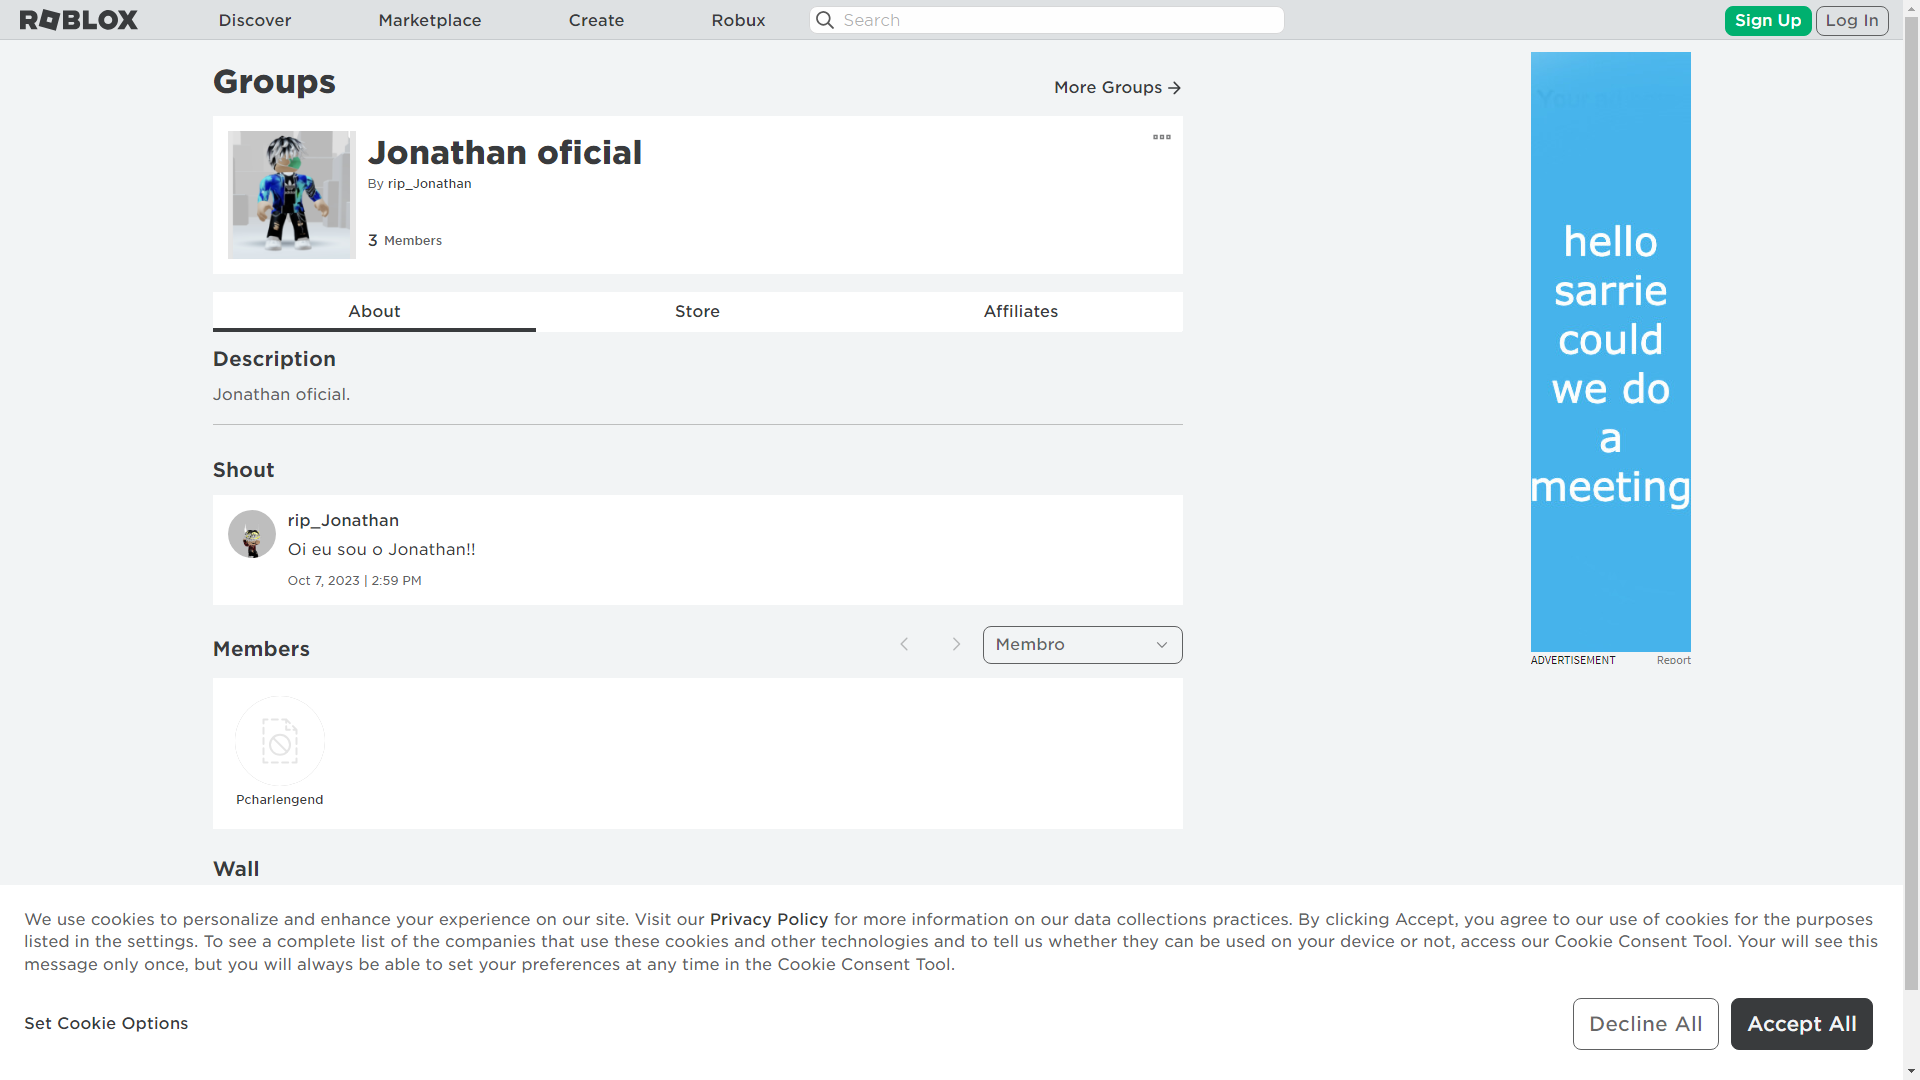 ROBLOX
Discover
Marketplace
Create
Robux
Search
Sign Up
Log In
Groups
More Groups
Jonathan oficial
By rip_Jonathan
3 Members
About
Store
Affiliates
Description
Jonathan oficial.
Shout
rip_Jonathan
Oi eu sou o Jonathan!!
Oct 7, 2023 | 2:59 PM
Members
Membro
Pcharlengend
Wall
hello
sarrie
could
we do
a
meeting
ADVERTISEMENT
Report
We use cookies to personalize and enhance your experience on our site. Visit our Privacy Policy for more information on our data collections practices. By clicking Accept, you agree to our use of cookies for the purposes
listed in the settings. To see a complete list of the companies that use these cookies and other technologies and to tell us whether they can be used on your device or not, access our Cookie Consent Tool. Your will see this
message only once, but you will always be able to set your preferences at any time in the Cookie Consent Tool.
Set Cookie Options
Decline All
Accept All